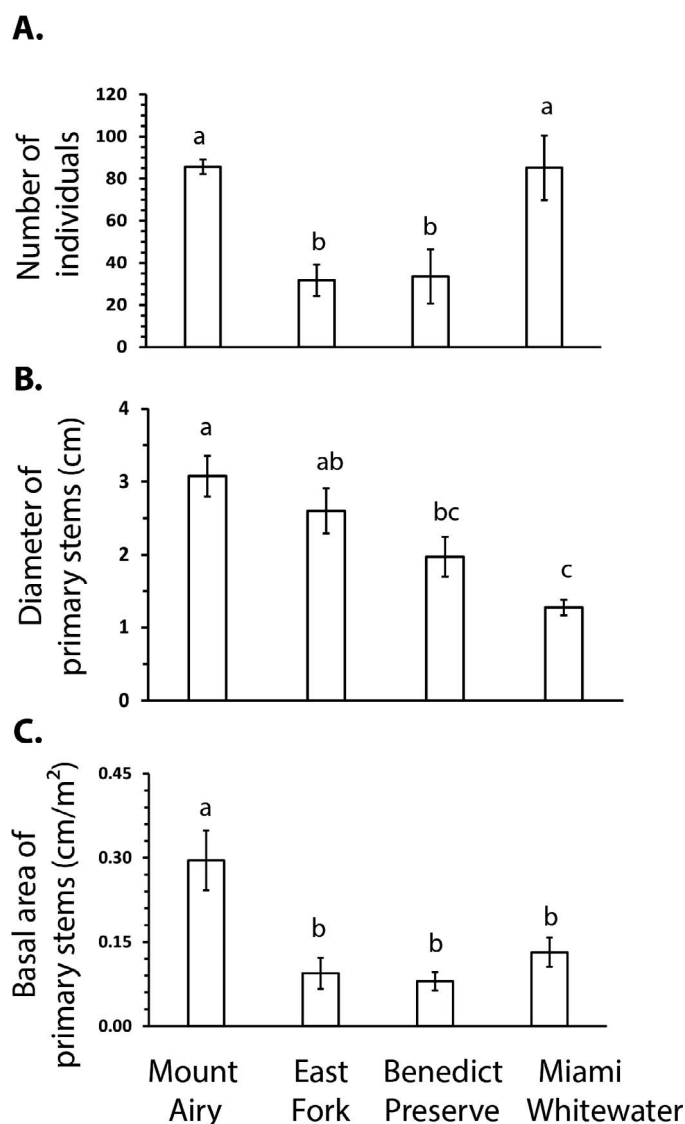 A.
Number of
individuals
120
100
80
60
40
20
0
a
b
b
a
B.
Diameter of
primary stems (cm)
4
3
2
1
0
a
ab
bc
c
C.
Basal area of
primary stems (cm/m²)
0.45
0.30
0.15
0.00
a
b
b
b
Mount
Airy
East
Fork
Benedict
Preserve
Miami
Whitewater